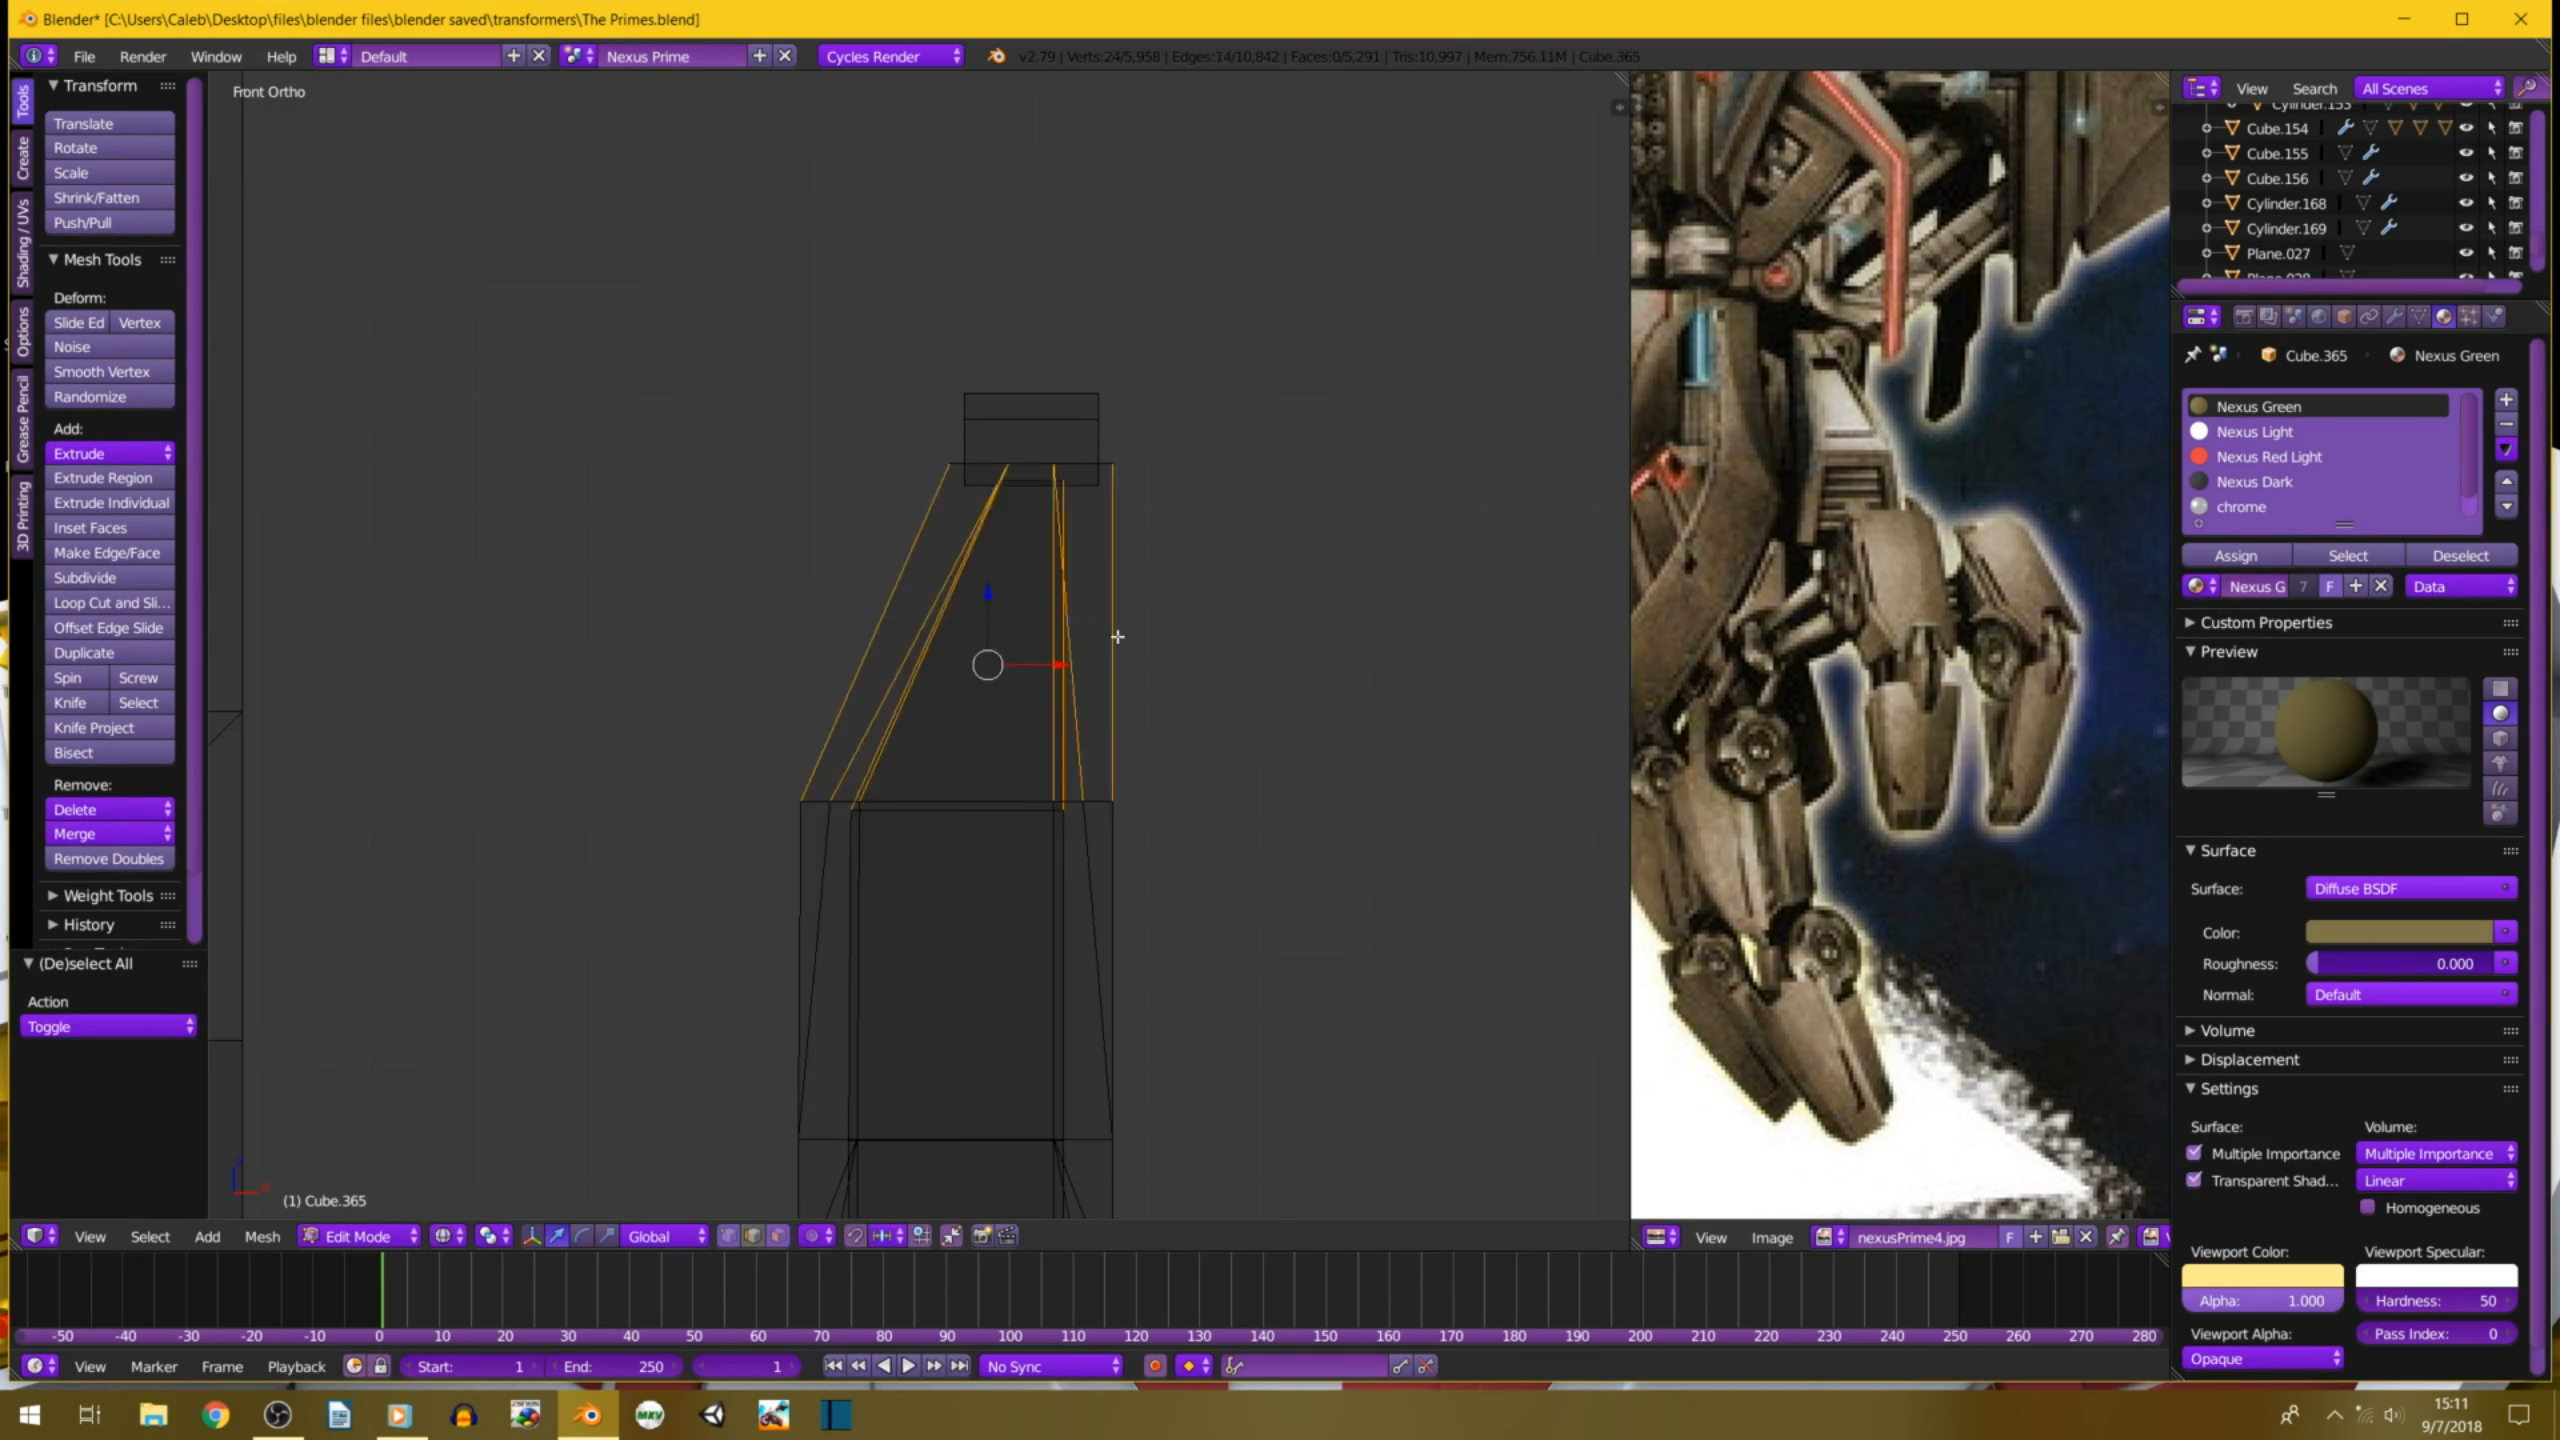 Blender* [C:\Users\Caleb\Desktop\files\blender files\blender saved\transformers\The Primes.blend]
File Render Window Help Default Nexus Prime Cycles Render v2.79 | Verts:24/5,958 | Edges:14/10,842 | Faces:0/5,291 | Tris:10,997 | Mem:756.11M | Cube.365
Tools
Create
Shading / UVs
Options
Grease Pencil
3D Printing
Transform
Translate
Rotate
Scale
Shrink/Fatten
Push/Pull
Mesh Tools
Deform:
Slide Ed Vertex
Noise
Smooth Vertex
Randomize
Add:
Extrude
Extrude Region
Extrude Individual
Inset Faces
Make Edge/Face
Subdivide
Loop Cut and Sli...
Offset Edge Slide
Duplicate
Spin Screw
Knife Select
Knife Project
Bisect
Remove:
Delete
Merge
Remove Doubles
Weight Tools
History
(De)select All
Action
Toggle
Front Ortho
(1) Cube.365
View Select Add Mesh Edit Mode Global
View Image nexusPrime4.jpg F
View Search All Scenes
Cylinder.153
Cube.154
Cube.155
Cube.156
Cylinder.168
Cylinder.169
Plane.027
Cube.365 Nexus Green
Nexus Green
Nexus Light
Nexus Red Light
Nexus Dark
chrome
Assign Select Deselect
Nexus G 7 F Data
Custom Properties
Preview
Surface
Surface: Diffuse BSDF
Color:
Roughness: 0.000
Normal: Default
Volume
Displacement
Settings
Surface: Volume:
Multiple Importance Multiple Importance
Transparent Shad... Linear
Homogeneous
Viewport Color: Viewport Specular:
Alpha: 1.000 Hardness: 50
Viewport Alpha: Pass Index: 0
Opaque
-50 -40 -30 -20 -10 0 10 20 30 40 50 60 70 80 90 100 110 120 130 140 150 160 170 180 190 200 210 220 230 240 250 260 270 280
View Marker Frame Playback Start: 1 End: 250 1 No Sync
MKV
15:11
9/7/2018